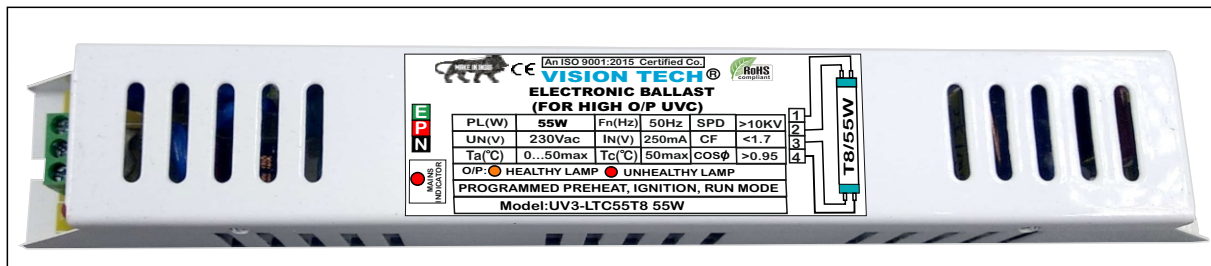 An ISO 9001:2015 Certified Co.
MAKE IN INDIA
CE
VISION TECH®
RoHS
compliant
ELECTRONIC BALLAST
(FOR HIGH O/P UVC)
E
P
N
PL(W) 55W Fn(Hz) 50Hz SPD >10KV
UN(V) 230Vac IN(V) 250mA CF <1.7
Ta(°C) 0...50max Tc(°C) 50max COSϕ >0.95
O/P: HEALTHY LAMP UNHEALTHY LAMP
PROGRAMMED PREHEAT, IGNITION, RUN MODE
Model:UV3-LTC55T8 55W
MAINS
INDICATOR
1
2
3
4
T8/55W